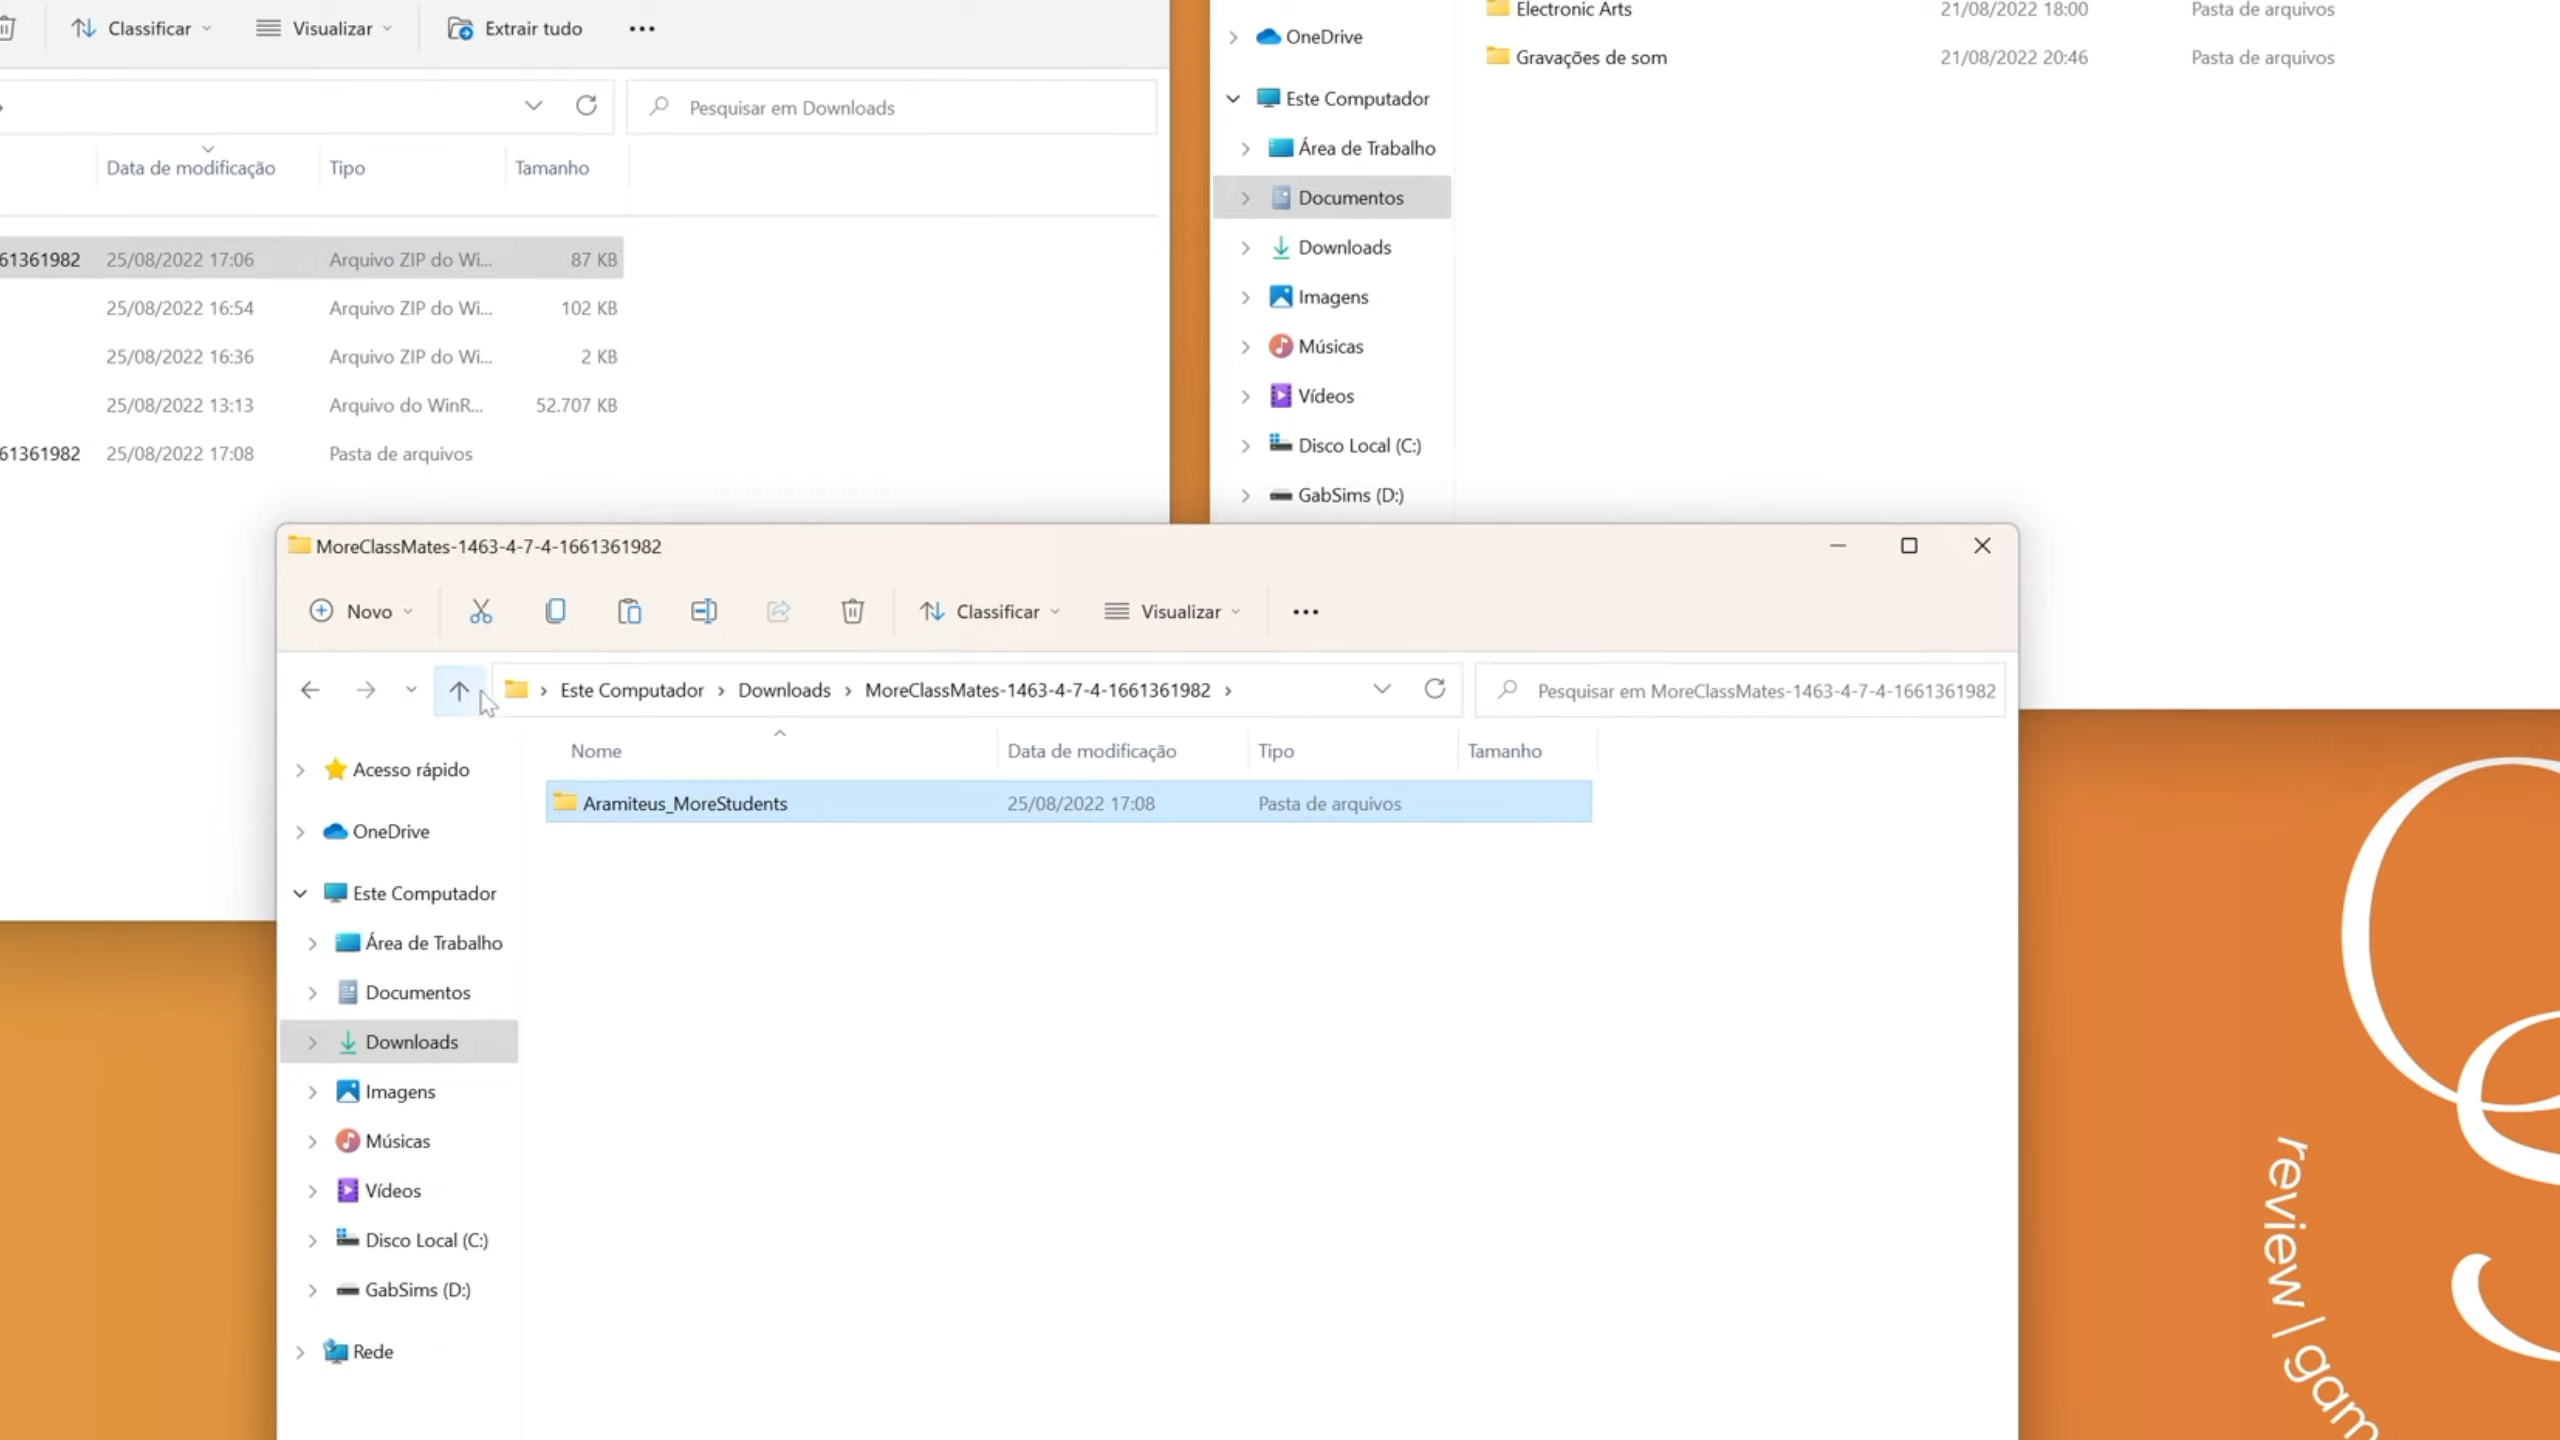 Classificar
Visualizar
Extrair tudo
Pesquisar em Downloads
Data de modificação
Tipo
Tamanho
61361982 25/08/2022 17:06 Arquivo ZIP do Wi... 87 KB
25/08/2022 16:54 Arquivo ZIP do Wi... 102 KB
25/08/2022 16:36 Arquivo ZIP do Wi... 2 KB
25/08/2022 13:13 Arquivo do WinR... 52.707 KB
61361982 25/08/2022 17:08 Pasta de arquivos
OneDrive
Este Computador
Área de Trabalho
Documentos
Downloads
Imagens
Músicas
Vídeos
Disco Local (C:)
GabSims (D:)
Electronic Arts 21/08/2022 18:00 Pasta de arquivos
Gravações de som 21/08/2022 20:46 Pasta de arquivos
MoreClassMates-1463-4-7-4-1661361982
Novo
Classificar
Visualizar
Este Computador > Downloads > MoreClassMates-1463-4-7-4-1661361982 >
Pesquisar em MoreClassMates-1463-4-7-4-1661361982
Nome
Data de modificação
Tipo
Tamanho
Aramiteus_MoreStudents 25/08/2022 17:08 Pasta de arquivos
Acesso rápido
OneDrive
Este Computador
Área de Trabalho
Documentos
Downloads
Imagens
Músicas
Vídeos
Disco Local (C:)
GabSims (D:)
Rede
review | gam